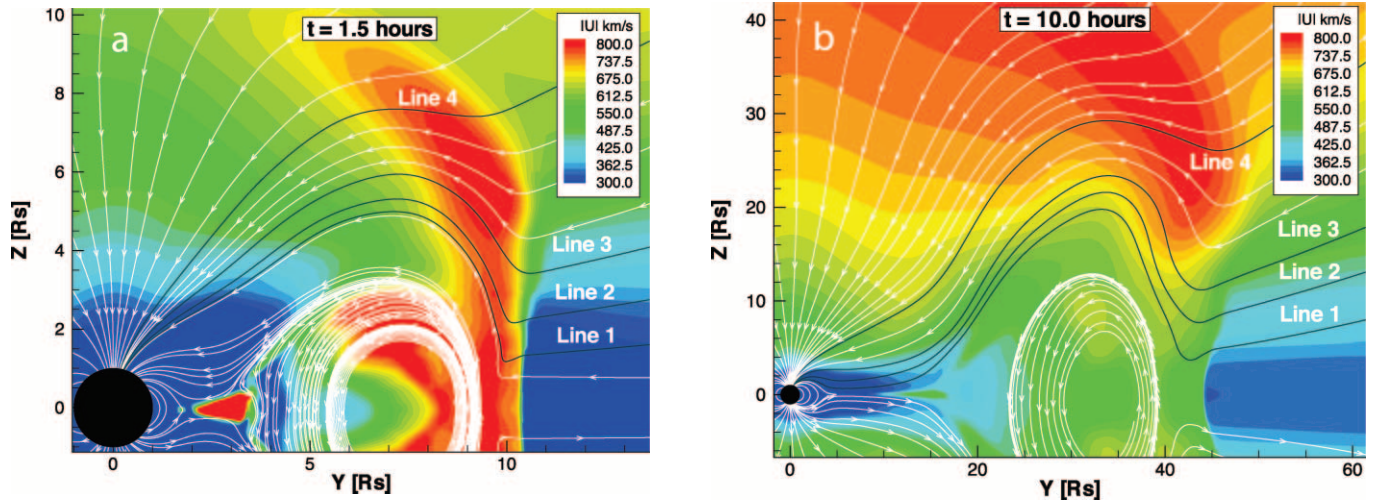 a
t = 1.5 hours
|U| km/s
800.0
737.5
675.0
612.5
550.0
487.5
425.0
362.5
300.0
Line 4
Line 3
Line 2
Line 1
Z [Rs]
10
8
6
4
2
0
0
5
10
Y [Rs]
b
t = 10.0 hours
|U| km/s
800.0
737.5
675.0
612.5
550.0
487.5
425.0
362.5
300.0
Line 4
Line 3
Line 2
Line 1
Z [Rs]
40
30
20
10
0
0
20
40
60
Y [Rs]